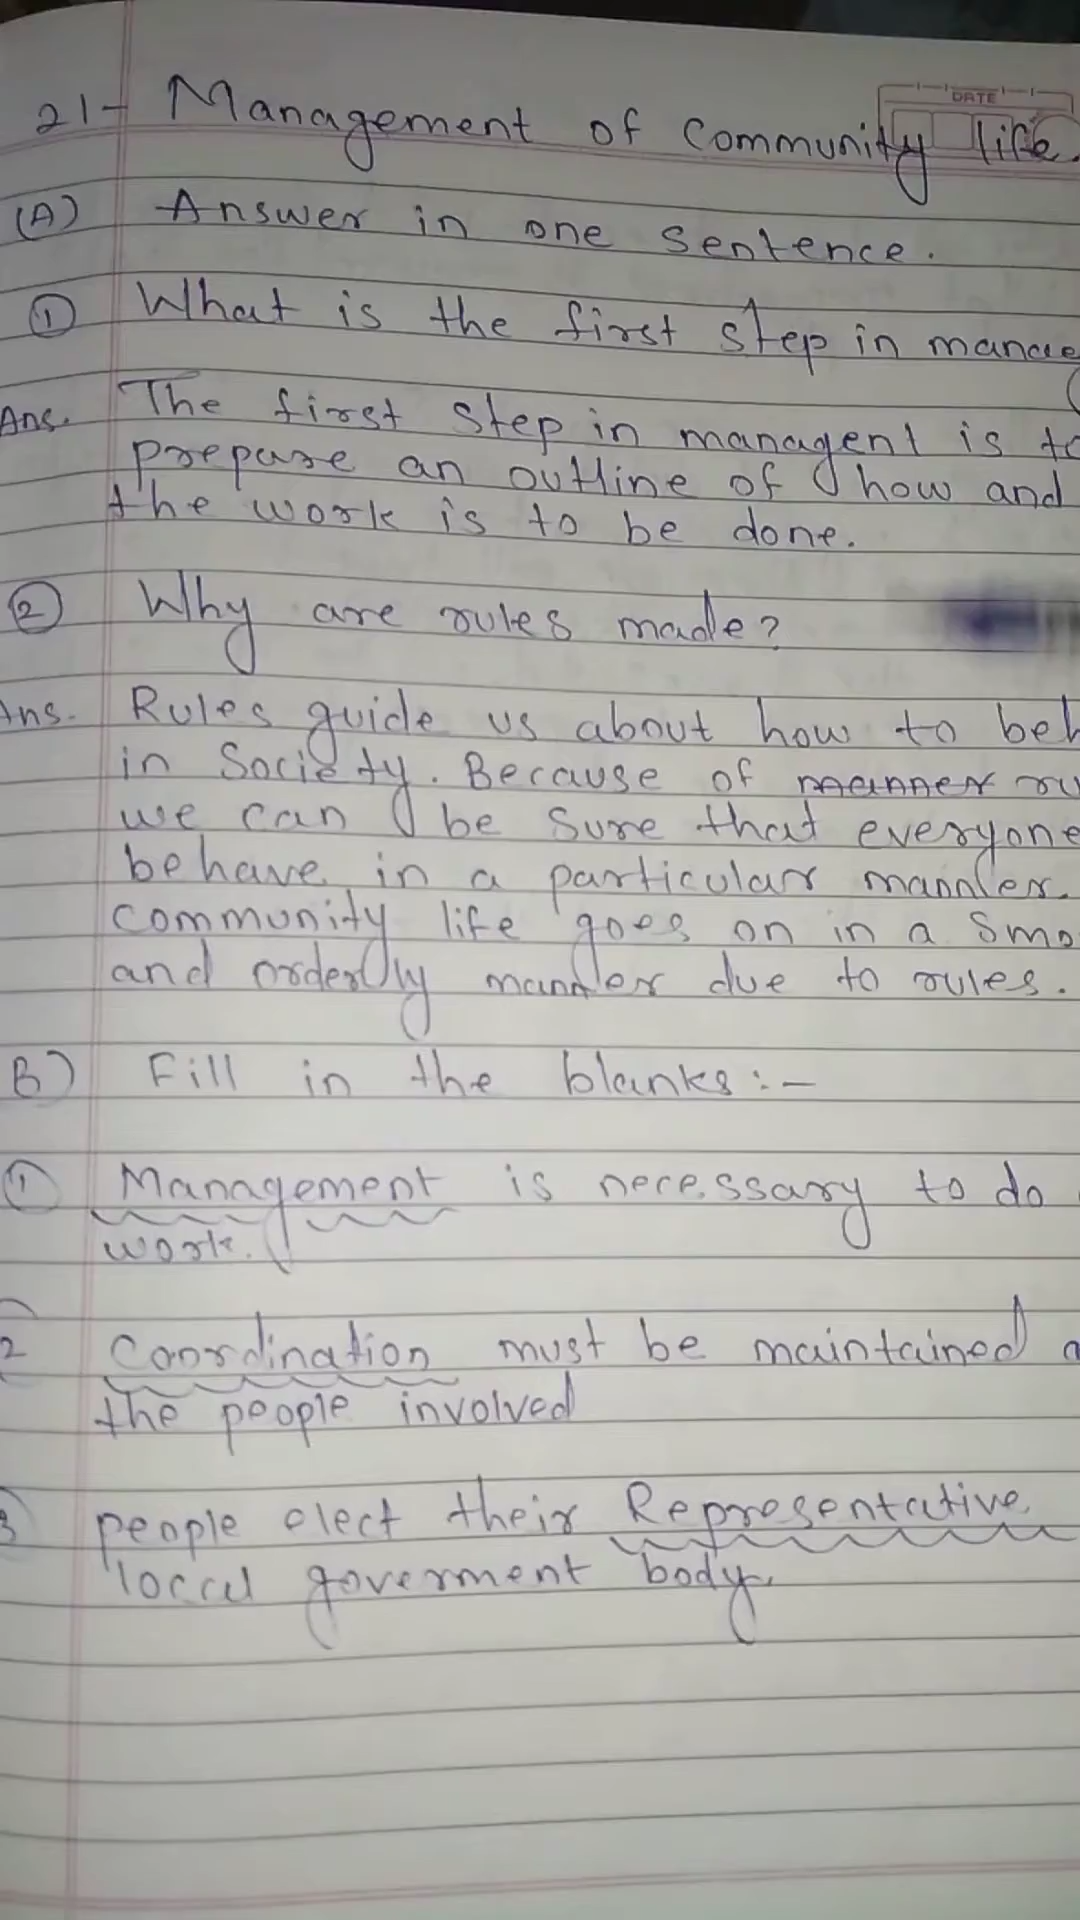 DATE
21- Management of Community life.
(A) Answer in one sentence.
① What is the first step in
Ans. The first step in managent is to
prepare an outline of how and
the work is to be done.
② Why are rules made?
Ans. Rules guide us about how to beh
in Society. Because of manner ru
we can be sure that everyone
behave in a particular manner.
community life goes on in a smo
and orderly manner due to rules.
B) Fill in the blanks :-
① Management is necessary to do
work.
2 Coordination must be maintained a
the people involved
3 people elect their Representative
local goverment body.